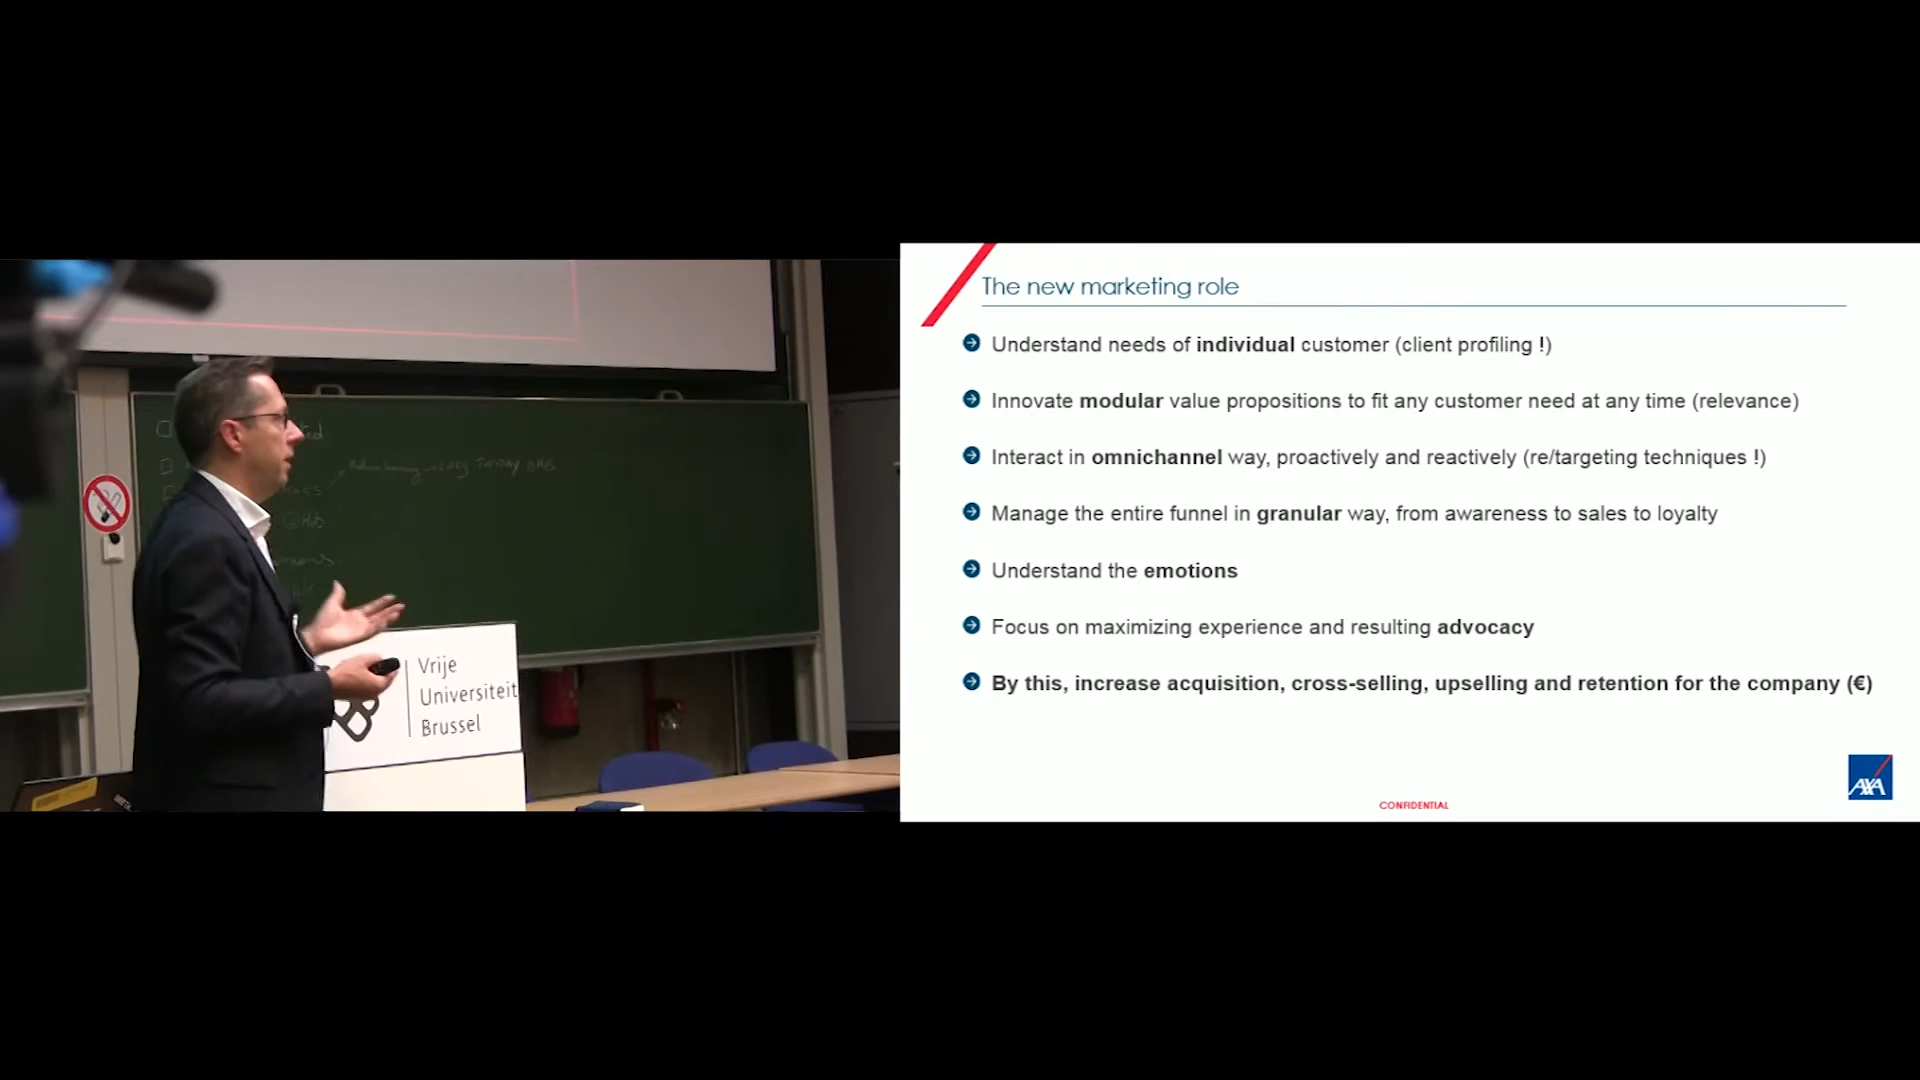 Vrije
Universiteit
Brussel
The new marketing role
Understand needs of individual customer (client profiling !)
Innovate modular value propositions to fit any customer need at any time (relevance)
Interact in omnichannel way, proactively and reactively (re/targeting techniques !)
Manage the entire funnel in granular way, from awareness to sales to loyalty
Understand the emotions
Focus on maximizing experience and resulting advocacy
By this, increase acquisition, cross-selling, upselling and retention for the company (€)
AXA
CONFIDENTIAL